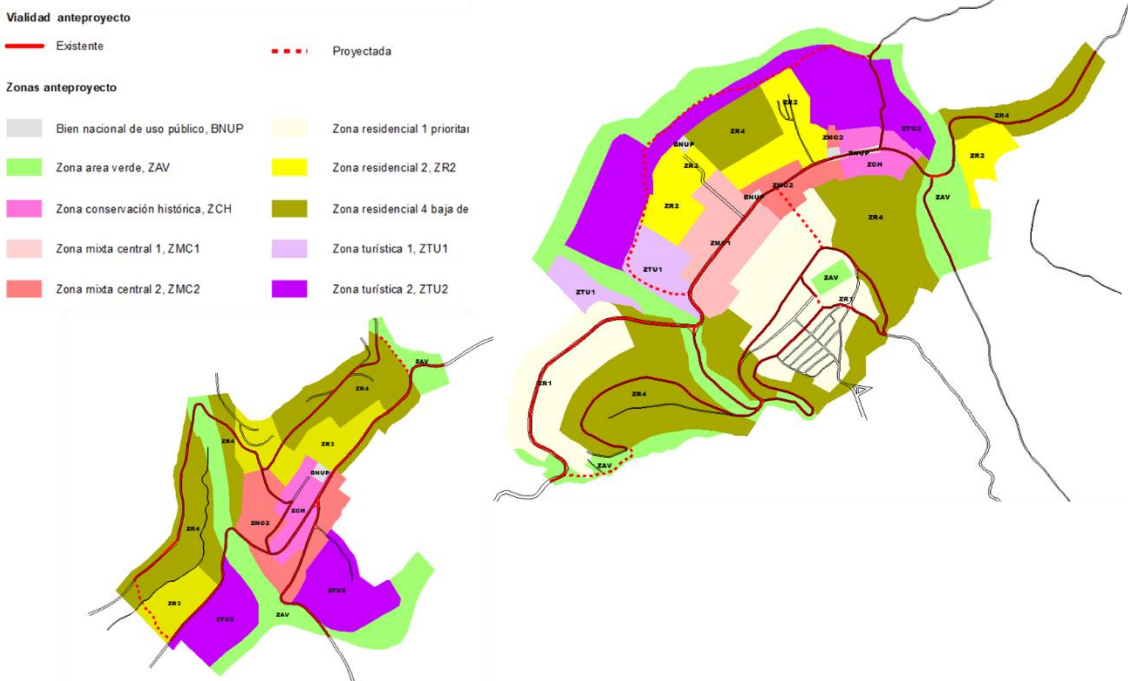 Vialidad anteproyecto
Existente
Proyectada
Zonas anteproyecto
Bien nacional de uso público, BNUP
Zona residencial 1 prioritar
Zona area verde, ZAV
Zona residencial 2, ZR2
Zona conservación histórica, ZCH
Zona residencial 4 baja de
Zona mixta central 1, ZMC1
Zona turística 1, ZTU1
Zona mixta central 2, ZMC2
Zona turística 2, ZTU2
ZR2
ZR4
ZR4
ZMC2
ZTU2
BNUP
BNUP
ZR2
ZCH
ZR2
ZMC2
BNUP
ZAV
ZR2
ZR4
ZMC1
ZTU1
ZAV
ZTU1
ZR1
ZR1
ZR4
ZAV
ZAV
ZR4
ZR4
ZR3
BNUP
ZCH
ZMC2
ZR4
ZTU2
ZR3
ZTU2
ZAV